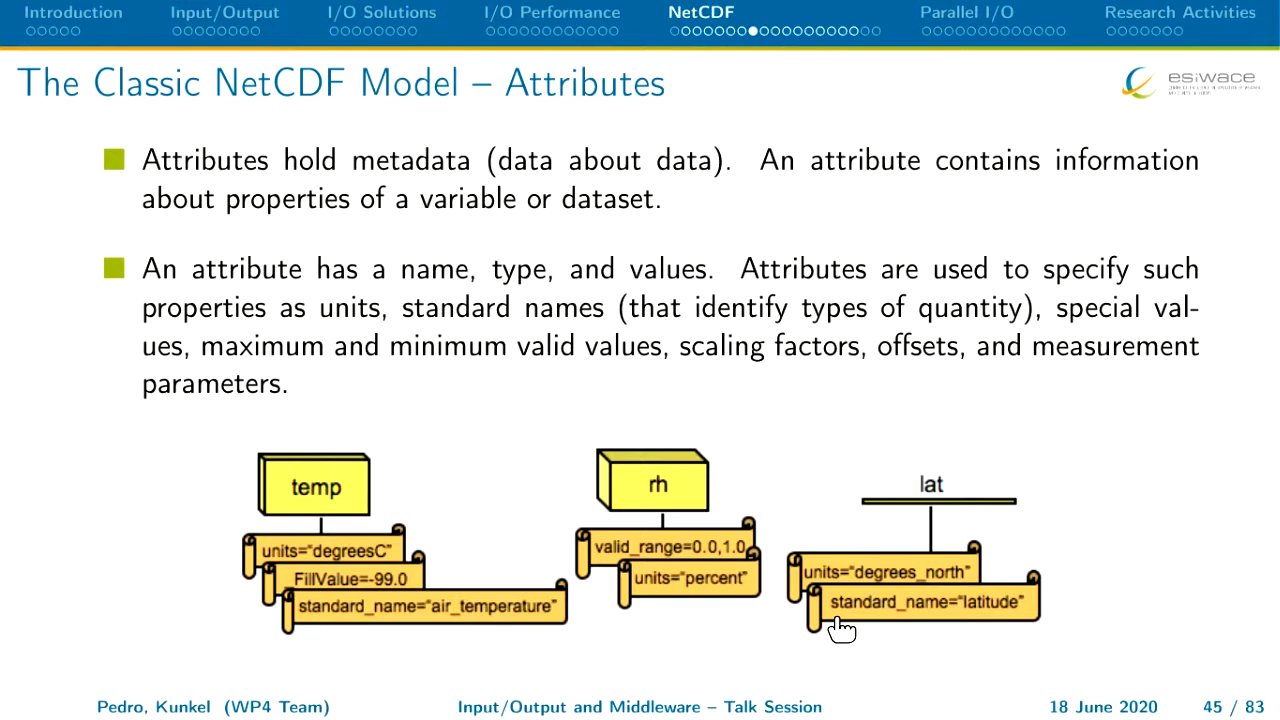 Introduction Input/Output I/O Solutions I/O Performance NetCDF Parallel I/O Research Activities
The Classic NetCDF Model – Attributes
esiwace
Attributes hold metadata (data about data). An attribute contains information
about properties of a variable or dataset.
An attribute has a name, type, and values. Attributes are used to specify such
properties as units, standard names (that identify types of quantity), special val-
ues, maximum and minimum valid values, scaling factors, offsets, and measurement
parameters.
temp
units="degreesC"
FillValue=-99.0
standard_name="air_temperature"
rh
valid_range=0.0,1.0
units="percent"
lat
units="degrees_north"
standard_name="latitude"
Pedro, Kunkel (WP4 Team) Input/Output and Middleware – Talk Session 18 June 2020 45 / 83